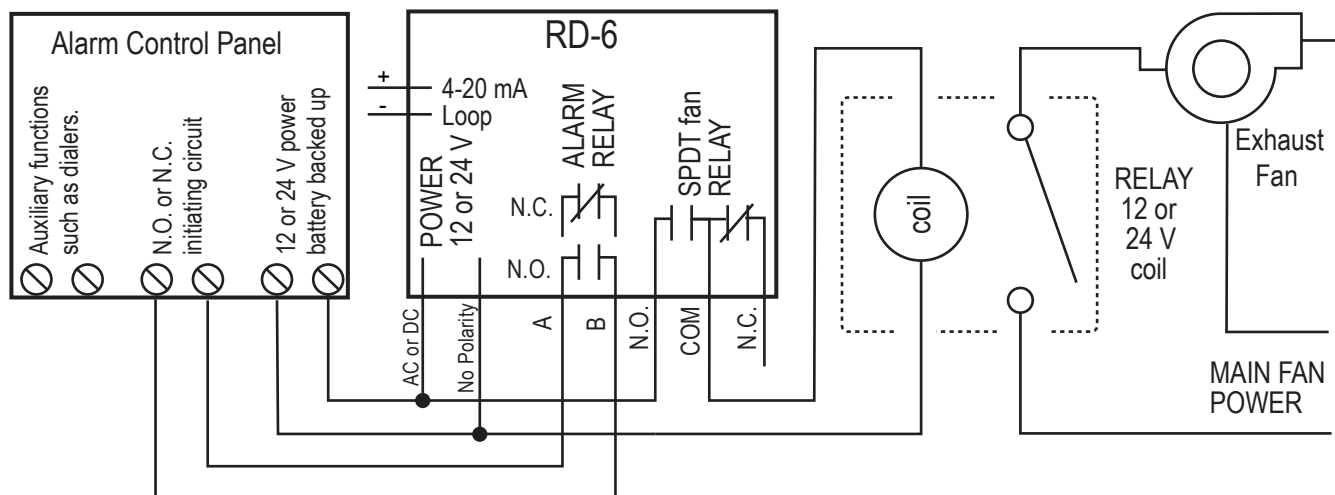 Alarm Control Panel
Auxiliary functions
such as dialers.
N.O. or N.C.
initiating circuit
12 or 24 V power
battery backed up
RD-6
+
-
4-20 mA
Loop
POWER
12 or 24 V
ALARM
RELAY
N.C.
N.O.
SPDT fan
RELAY
AC or DC
No Polarity
A
B
N.O.
COM
N.C.
coil
RELAY
12 or
24 V
coil
Exhaust
Fan
MAIN FAN
POWER